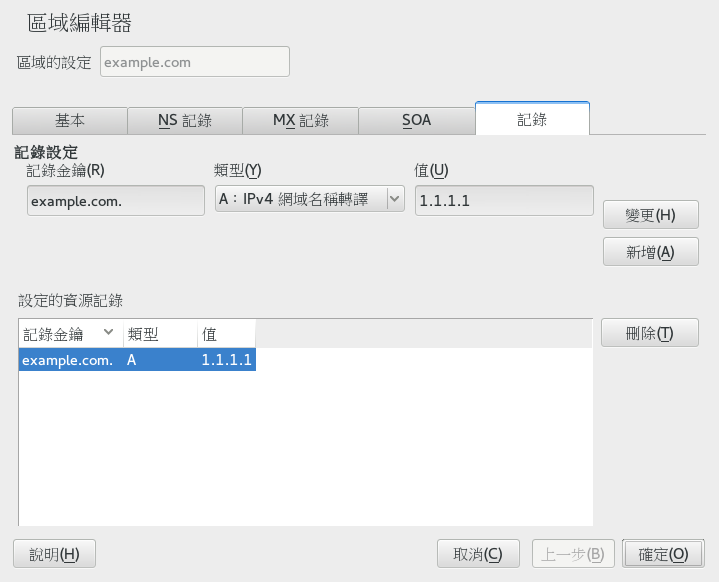 區域編輯器
區域的設定 example.com
基本 NS 記錄 MX 記錄 SOA 記錄
記錄設定
記錄金鑰(R) 類型(Y) 值(U)
example.com. A：IPv4 網域名稱轉譯 1.1.1.1
變更(H)
新增(A)
設定的資源記錄
記錄金鑰 類型 值
刪除(T)
example.com. A 1.1.1.1
說明(H) 取消(C) 上一步(B) 確定(O)